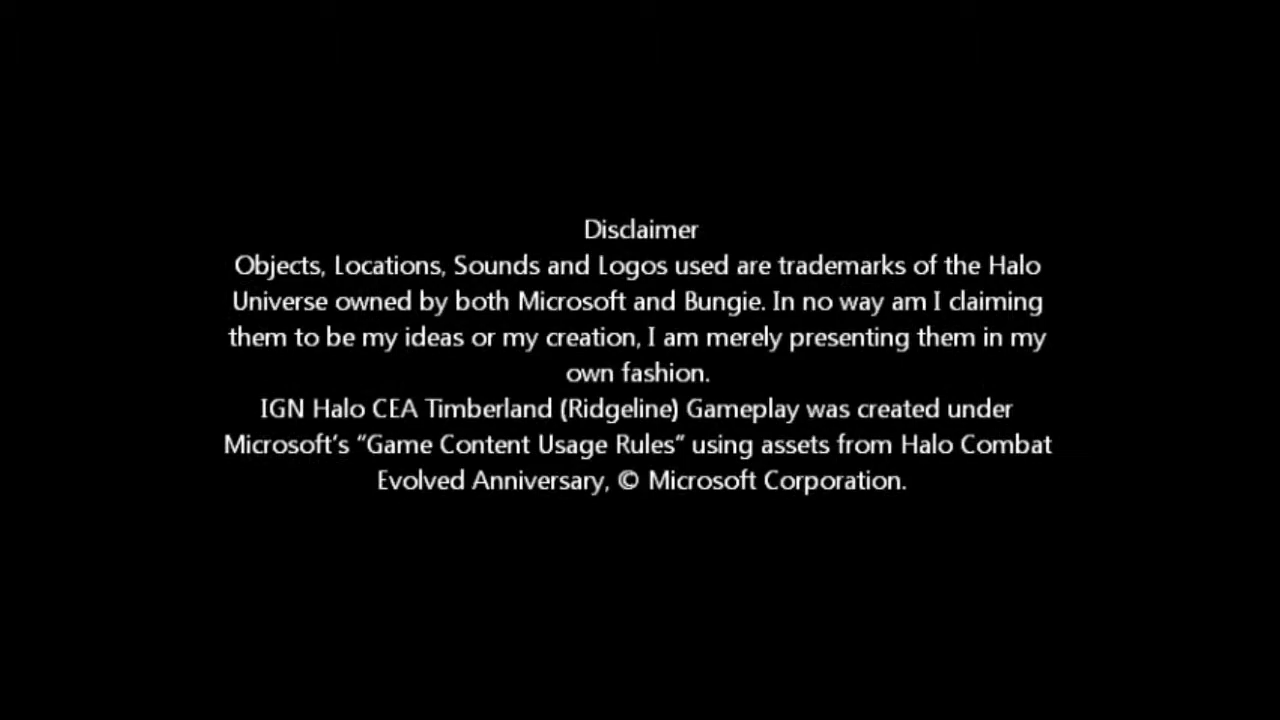 Disclaimer
Objects, Locations, Sounds and Logos used are trademarks of the Halo
Universe owned by both Microsoft and Bungie. In no way am I claiming
them to be my ideas or my creation, I am merely presenting them in my
own fashion.
IGN Halo CEA Timberland (Ridgeline) Gameplay was created under
Microsoft's “Game Content Usage Rules” using assets from Halo Combat
Evolved Anniversary, © Microsoft Corporation.